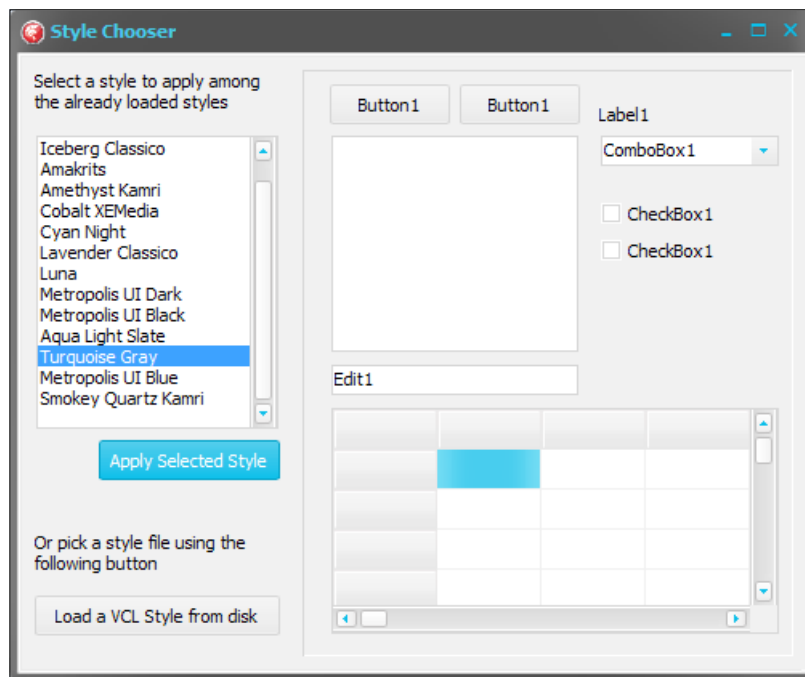 Style Chooser
Select a style to apply among
the already loaded styles
Iceberg Classico
Amakrits
Amethyst Kamri
Cobalt XEMedia
Cyan Night
Lavender Classico
Luna
Metropolis UI Dark
Metropolis UI Black
Aqua Light Slate
Turquoise Gray
Metropolis UI Blue
Smokey Quartz Kamri
Apply Selected Style
Or pick a style file using the
following button
Load a VCL Style from disk
Button1
Button1
Label1
ComboBox1
CheckBox1
CheckBox1
Edit1